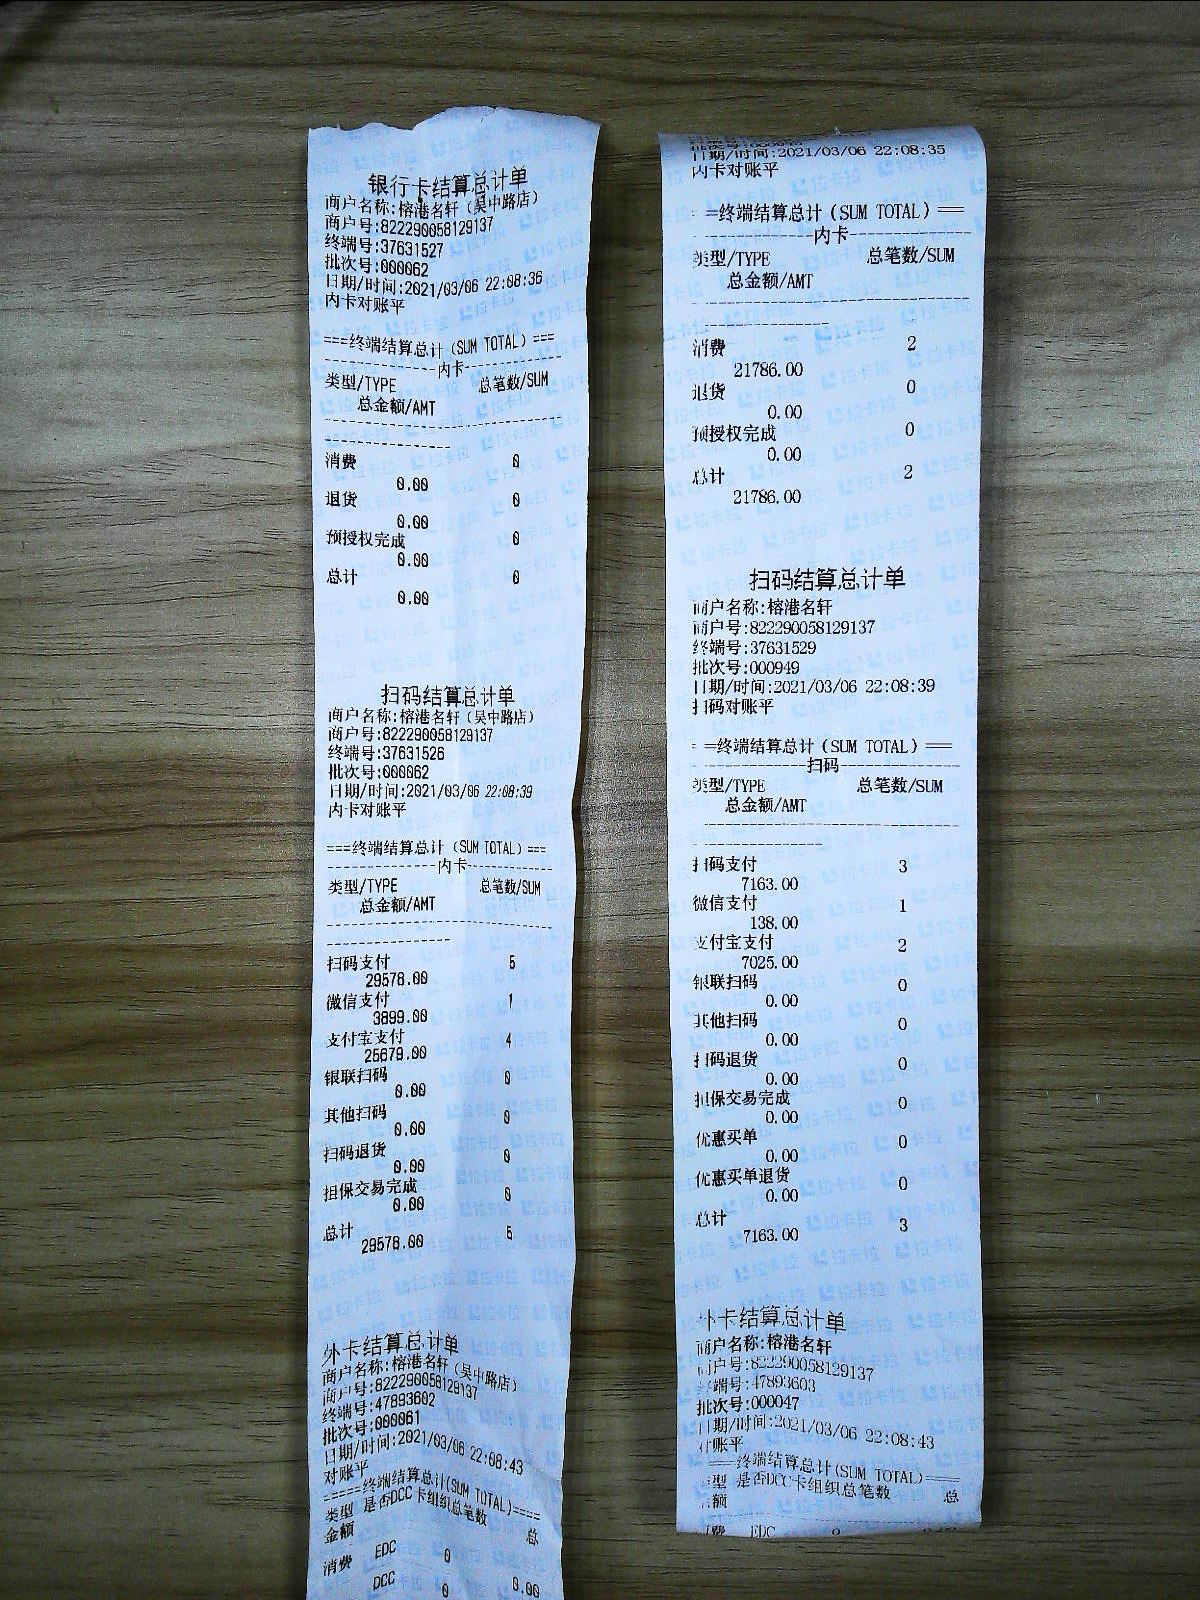 银行卡结算总计单
商户名称:榕港名轩(吴中路店)
商户号:822290058129137
终端号:37631527
批次号:000062
日期/时间:2021/03/06 22:08:36
内卡对账平
===终端结算总计(SUM TOTAL)===
内卡
类型/TYPE 总笔数/SUM
总金额/AMT
消费 0
0.00
退货 0
0.00
预授权完成 0
0.00
总计 0
0.00
扫码结算总计单
商户名称:榕港名轩(吴中路店)
商户号:822290058129137
终端号:37631526
批次号:000062
日期/时间:2021/03/06 22:08:39
内卡对账平
===终端结算总计(SUM TOTAL)===
内卡
类型/TYPE 总笔数/SUM
总金额/AMT
扫码支付 5
29578.00
微信支付 1
3899.00
支付宝支付 4
25679.00
银联扫码 0
0.00
其他扫码 0
0.00
扫码退货 0
0.00
担保交易完成 0
0.00
总计 5
29578.00
外卡结算总计单
商户名称:榕港名轩(吴中路店)
商户号:822290058129137
终端号:47893602
批次号:000061
日期/时间:2021/03/06 22:08:43
对账平
=====终端结算总计(SUM TOTAL)====
类型 是否DCC卡组织总笔数 总
金额
消费 EDC 0 0.00
DCC 0
日期/时间:2021/03/06 22:08:35
内卡对账平
==终端结算总计(SUM TOTAL)===
内卡
类型/TYPE 总笔数/SUM
总金额/AMT
消费 2
21786.00
退货 0
0.00
预授权完成 0
0.00
总计 2
21786.00
扫码结算总计单
商户名称:榕港名轩
商户号:822290058129137
终端号:37631529
批次号:000949
日期/时间:2021/03/06 22:08:39
扫码对账平
==终端结算总计(SUM TOTAL)===
扫码
类型/TYPE 总笔数/SUM
总金额/AMT
扫码支付 3
7163.00
微信支付 1
138.00
支付宝支付 2
7025.00
银联扫码 0
0.00
其他扫码 0
0.00
扫码退货 0
0.00
担保交易完成 0
0.00
优惠买单 0
0.00
优惠买单退货 0
0.00
总计 3
7163.00
外卡结算总计单
商户名称:榕港名轩
商户号:822290058129137
终端号:47893603
批次号:000047
日期/时间:2021/03/06 22:08:43
对账平
===终端结算总计(SUM TOTAL)====
类型 是否DCC卡组织总笔数 总
金额
消费 EDC